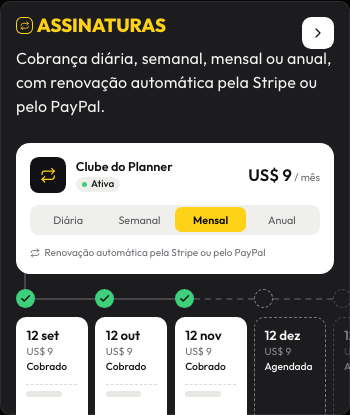 ASSINATURAS
Cobrança diária, semanal, mensal ou anual,
com renovação automática pela Stripe ou
pelo PayPal.
Clube do Planner
Ativa
US$ 9 / mês
Diária Semanal Mensal Anual
Renovação automática pela Stripe ou pelo PayPal
12 set 12 out 12 nov 12 dez
US$ 9 US$ 9 US$ 9 US$ 9
Cobrado Cobrado Cobrado Agendada